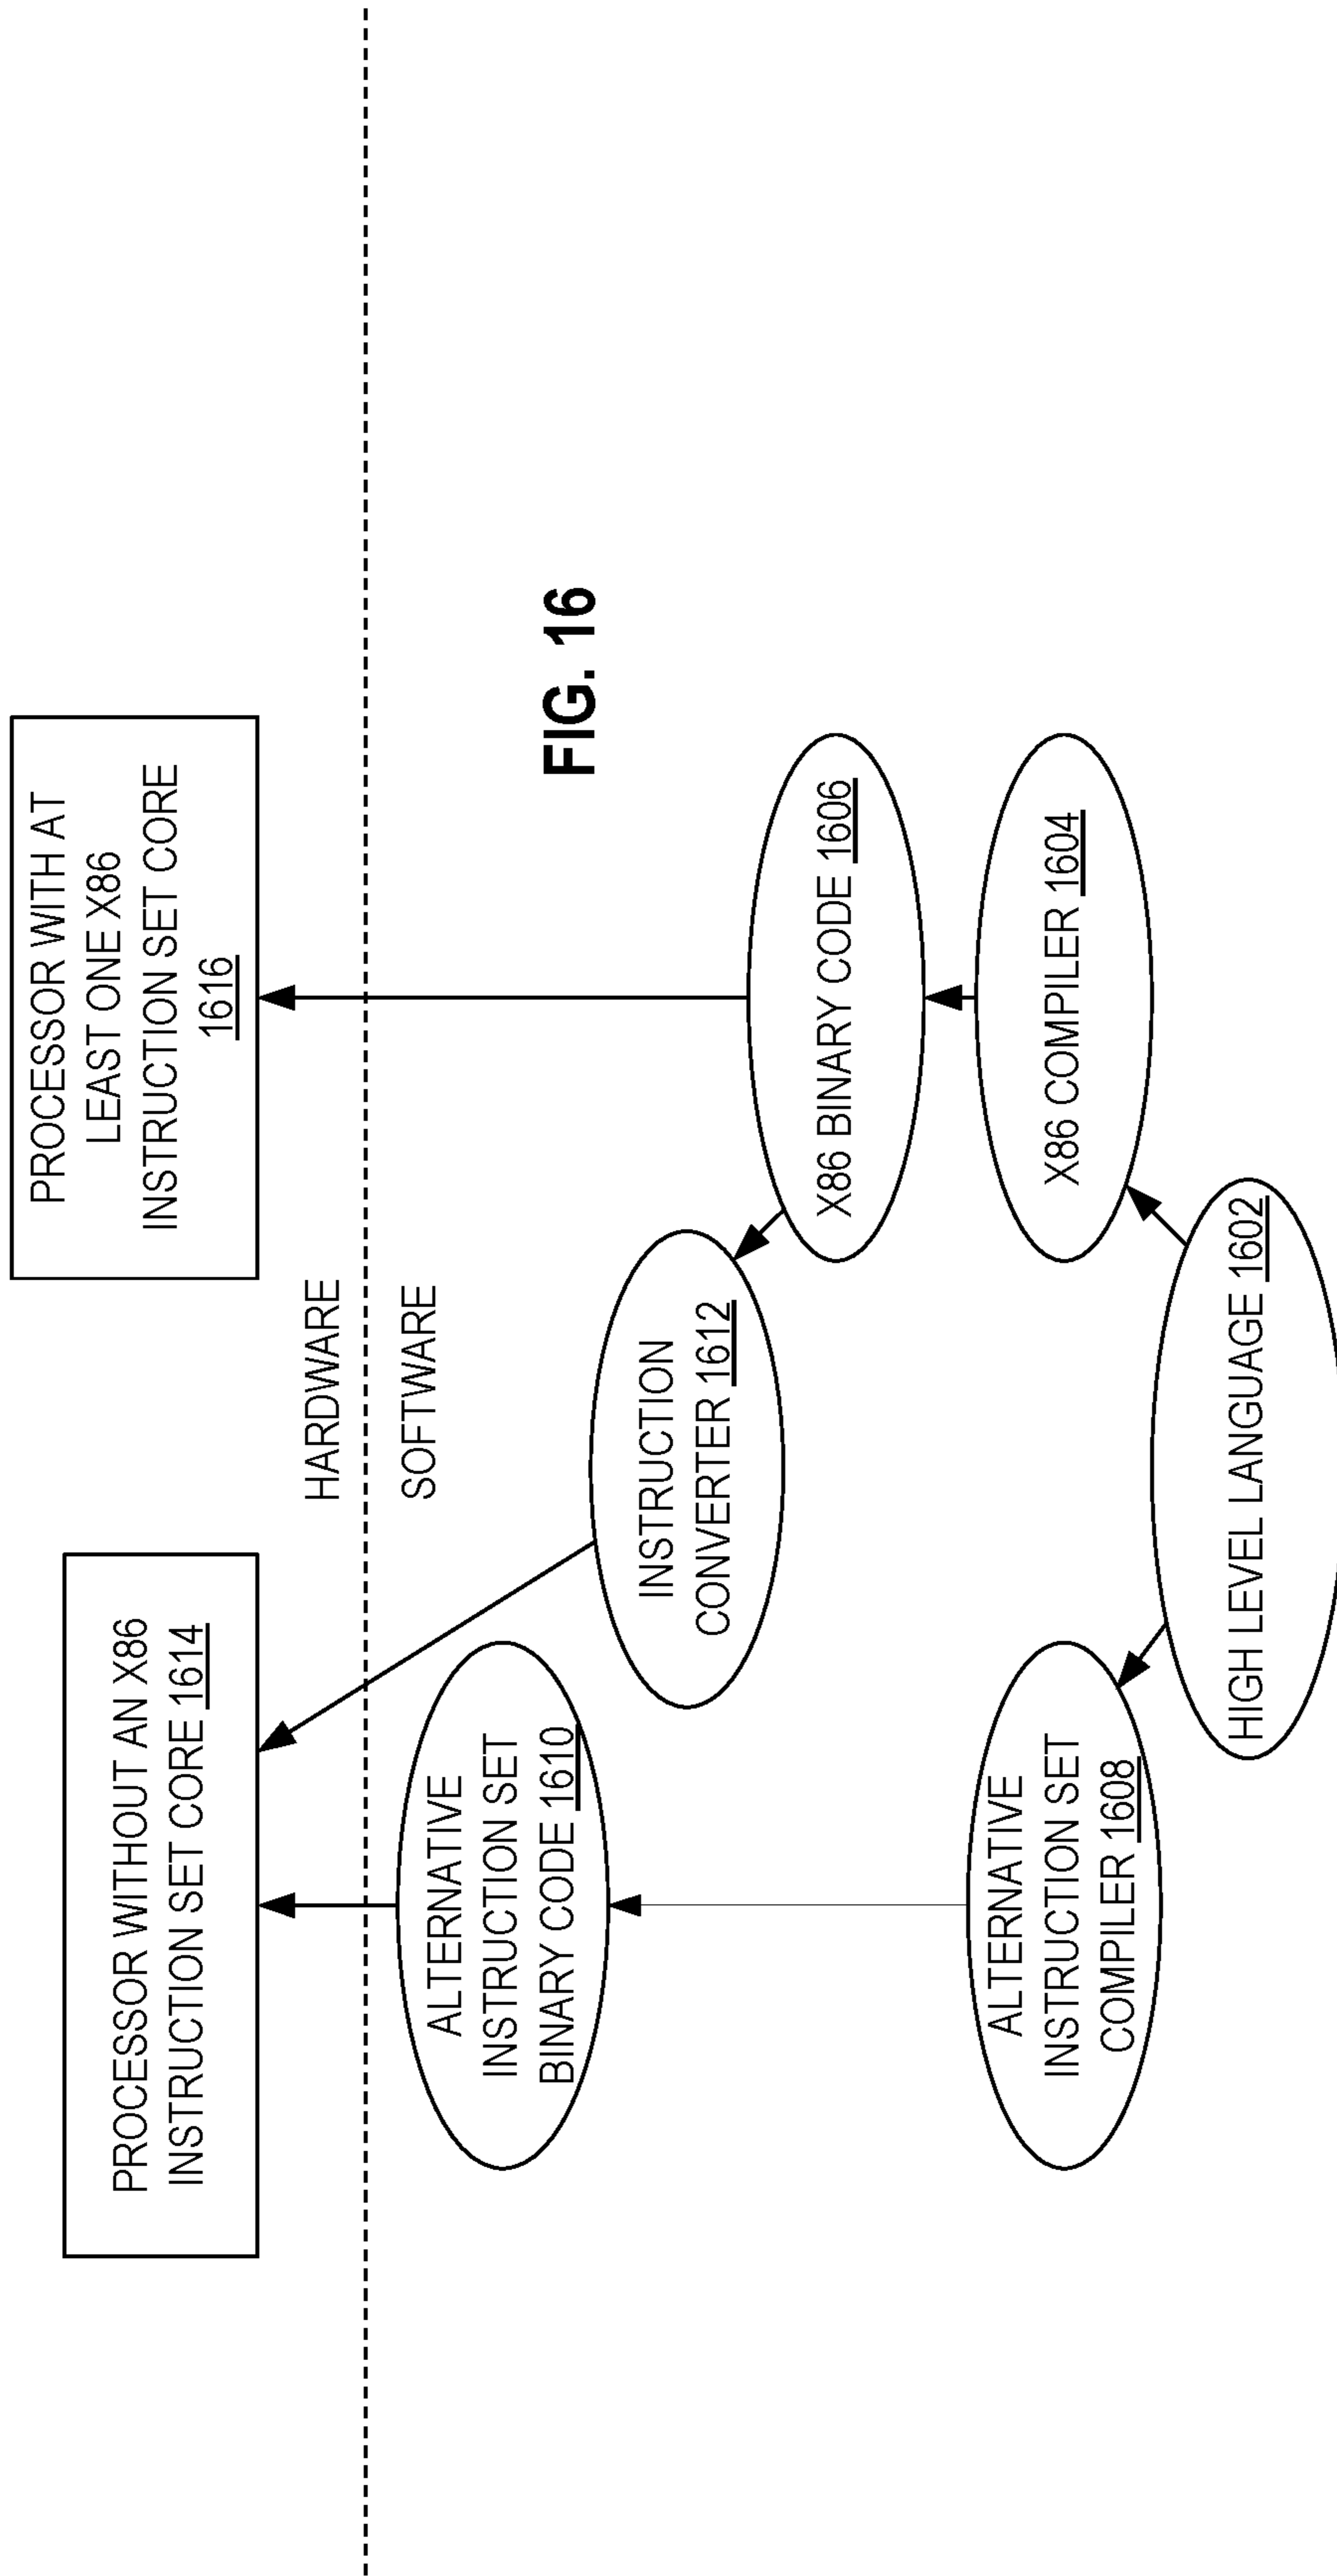 PROCESSOR WITHOUT AN X86
INSTRUCTION SET CORE 1614
PROCESSOR WITH AT
LEAST ONE X86
INSTRUCTION SET CORE
1616
HARDWARE
SOFTWARE
ALTERNATIVE
INSTRUCTION SET
BINARY CODE 1610
INSTRUCTION
CONVERTER 1612
FIG. 16
X86 BINARY CODE 1606
ALTERNATIVE
INSTRUCTION SET
COMPILER 1608
X86 COMPILER 1604
HIGH LEVEL LANGUAGE 1602